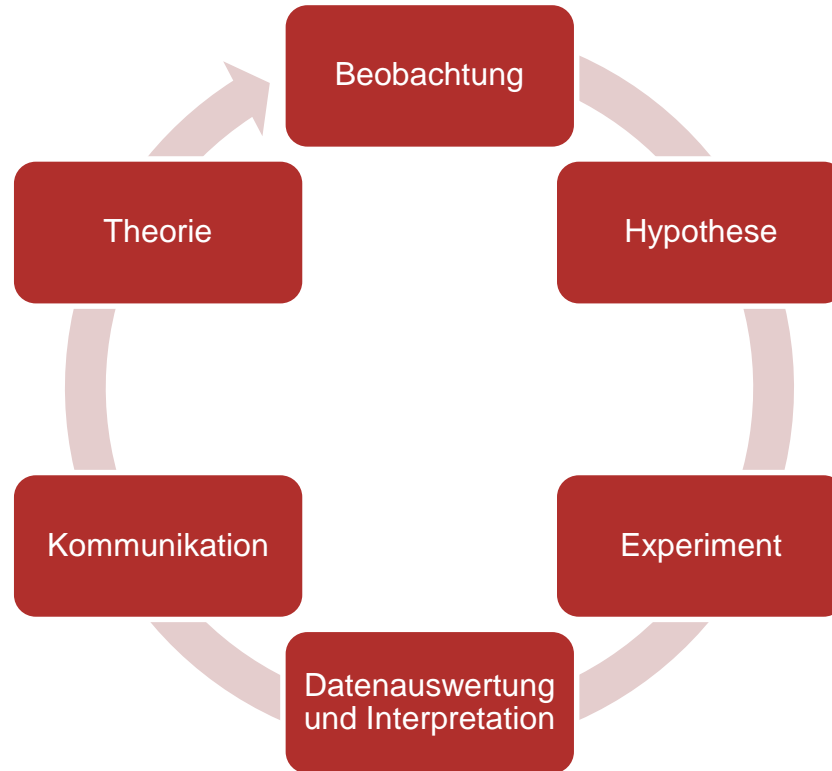 Beobachtung
Hypothese
Experiment
Datenauswertung
und Interpretation
Kommunikation
Theorie